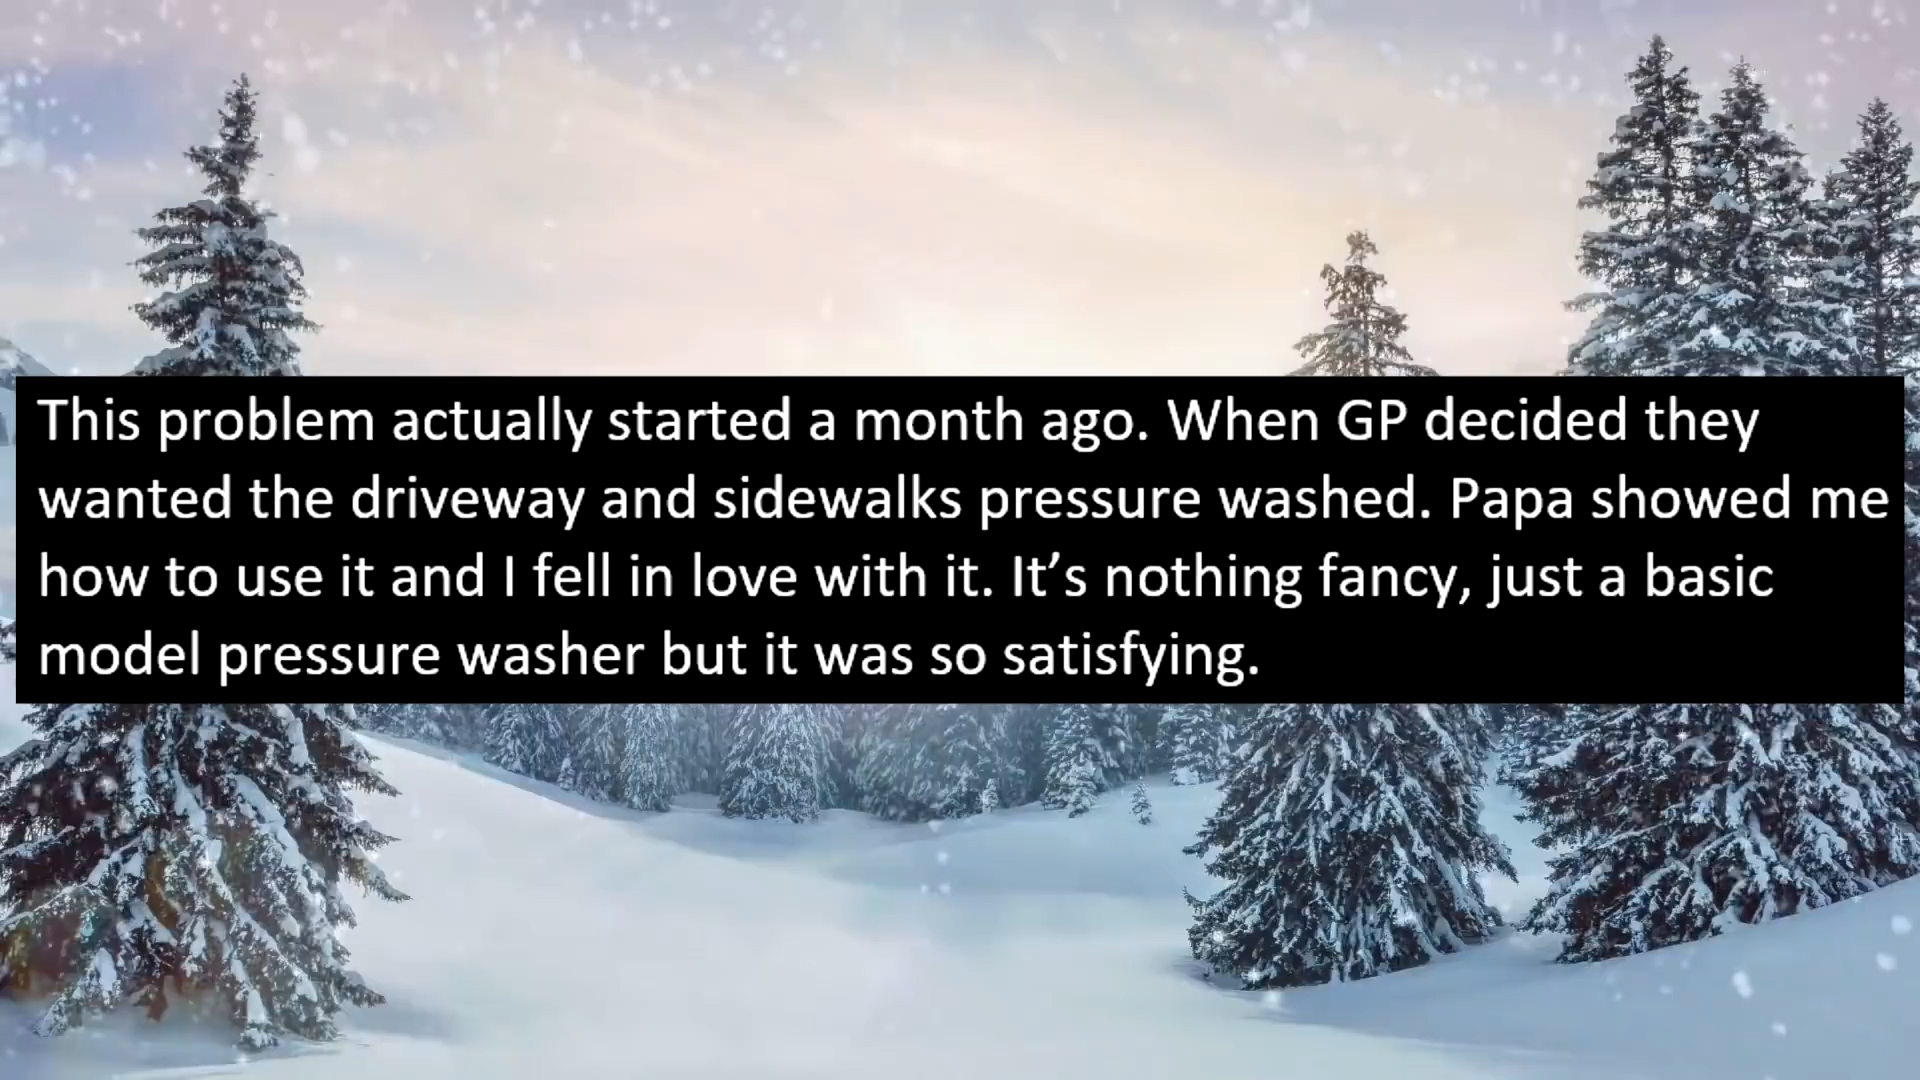 This problem actually started a month ago. When GP decided they
wanted the driveway and sidewalks pressure washed. Papa showed me
how to use it and I fell in love with it. It’s nothing fancy, just a basic
model pressure washer but it was so satisfying.